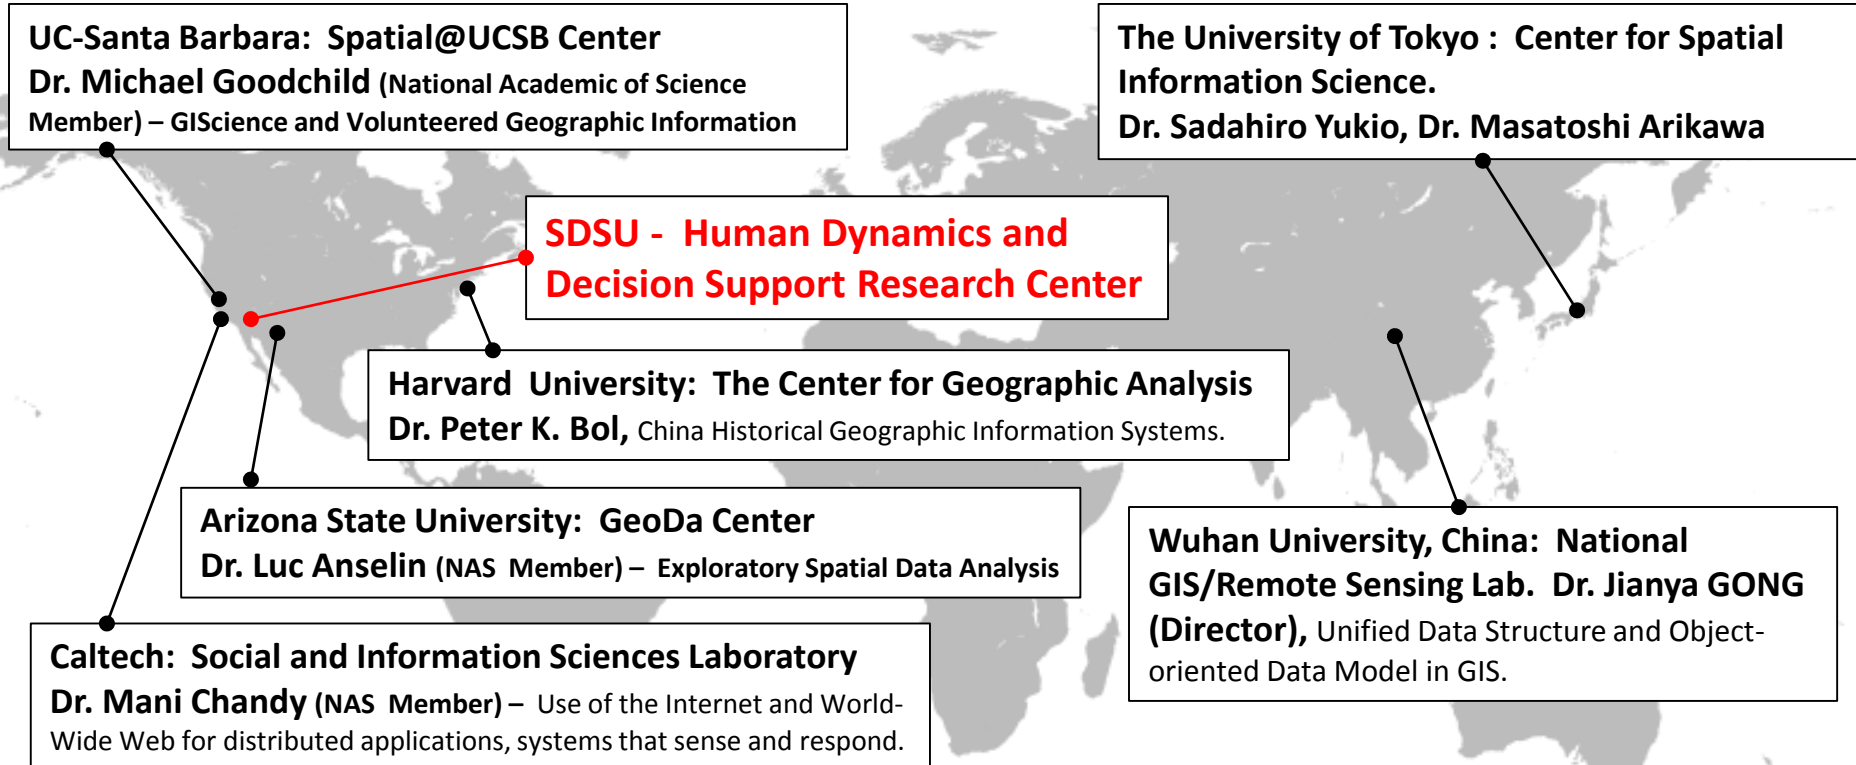 UC-Santa Barbara: Spatial@UCSB Center
Dr. Michael Goodchild (National Academic of Science
Member) – GIScience and Volunteered Geographic Information
The University of Tokyo : Center for Spatial
Information Science.
Dr. Sadahiro Yukio, Dr. Masatoshi Arikawa
SDSU - Human Dynamics and
Decision Support Research Center
Harvard University: The Center for Geographic Analysis
Dr. Peter K. Bol, China Historical Geographic Information Systems.
Arizona State University: GeoDa Center
Dr. Luc Anselin (NAS Member) – Exploratory Spatial Data Analysis
Wuhan University, China: National
GIS/Remote Sensing Lab. Dr. Jianya GONG
(Director), Unified Data Structure and Object-
oriented Data Model in GIS.
Caltech: Social and Information Sciences Laboratory
Dr. Mani Chandy (NAS Member) – Use of the Internet and World-
Wide Web for distributed applications, systems that sense and respond.